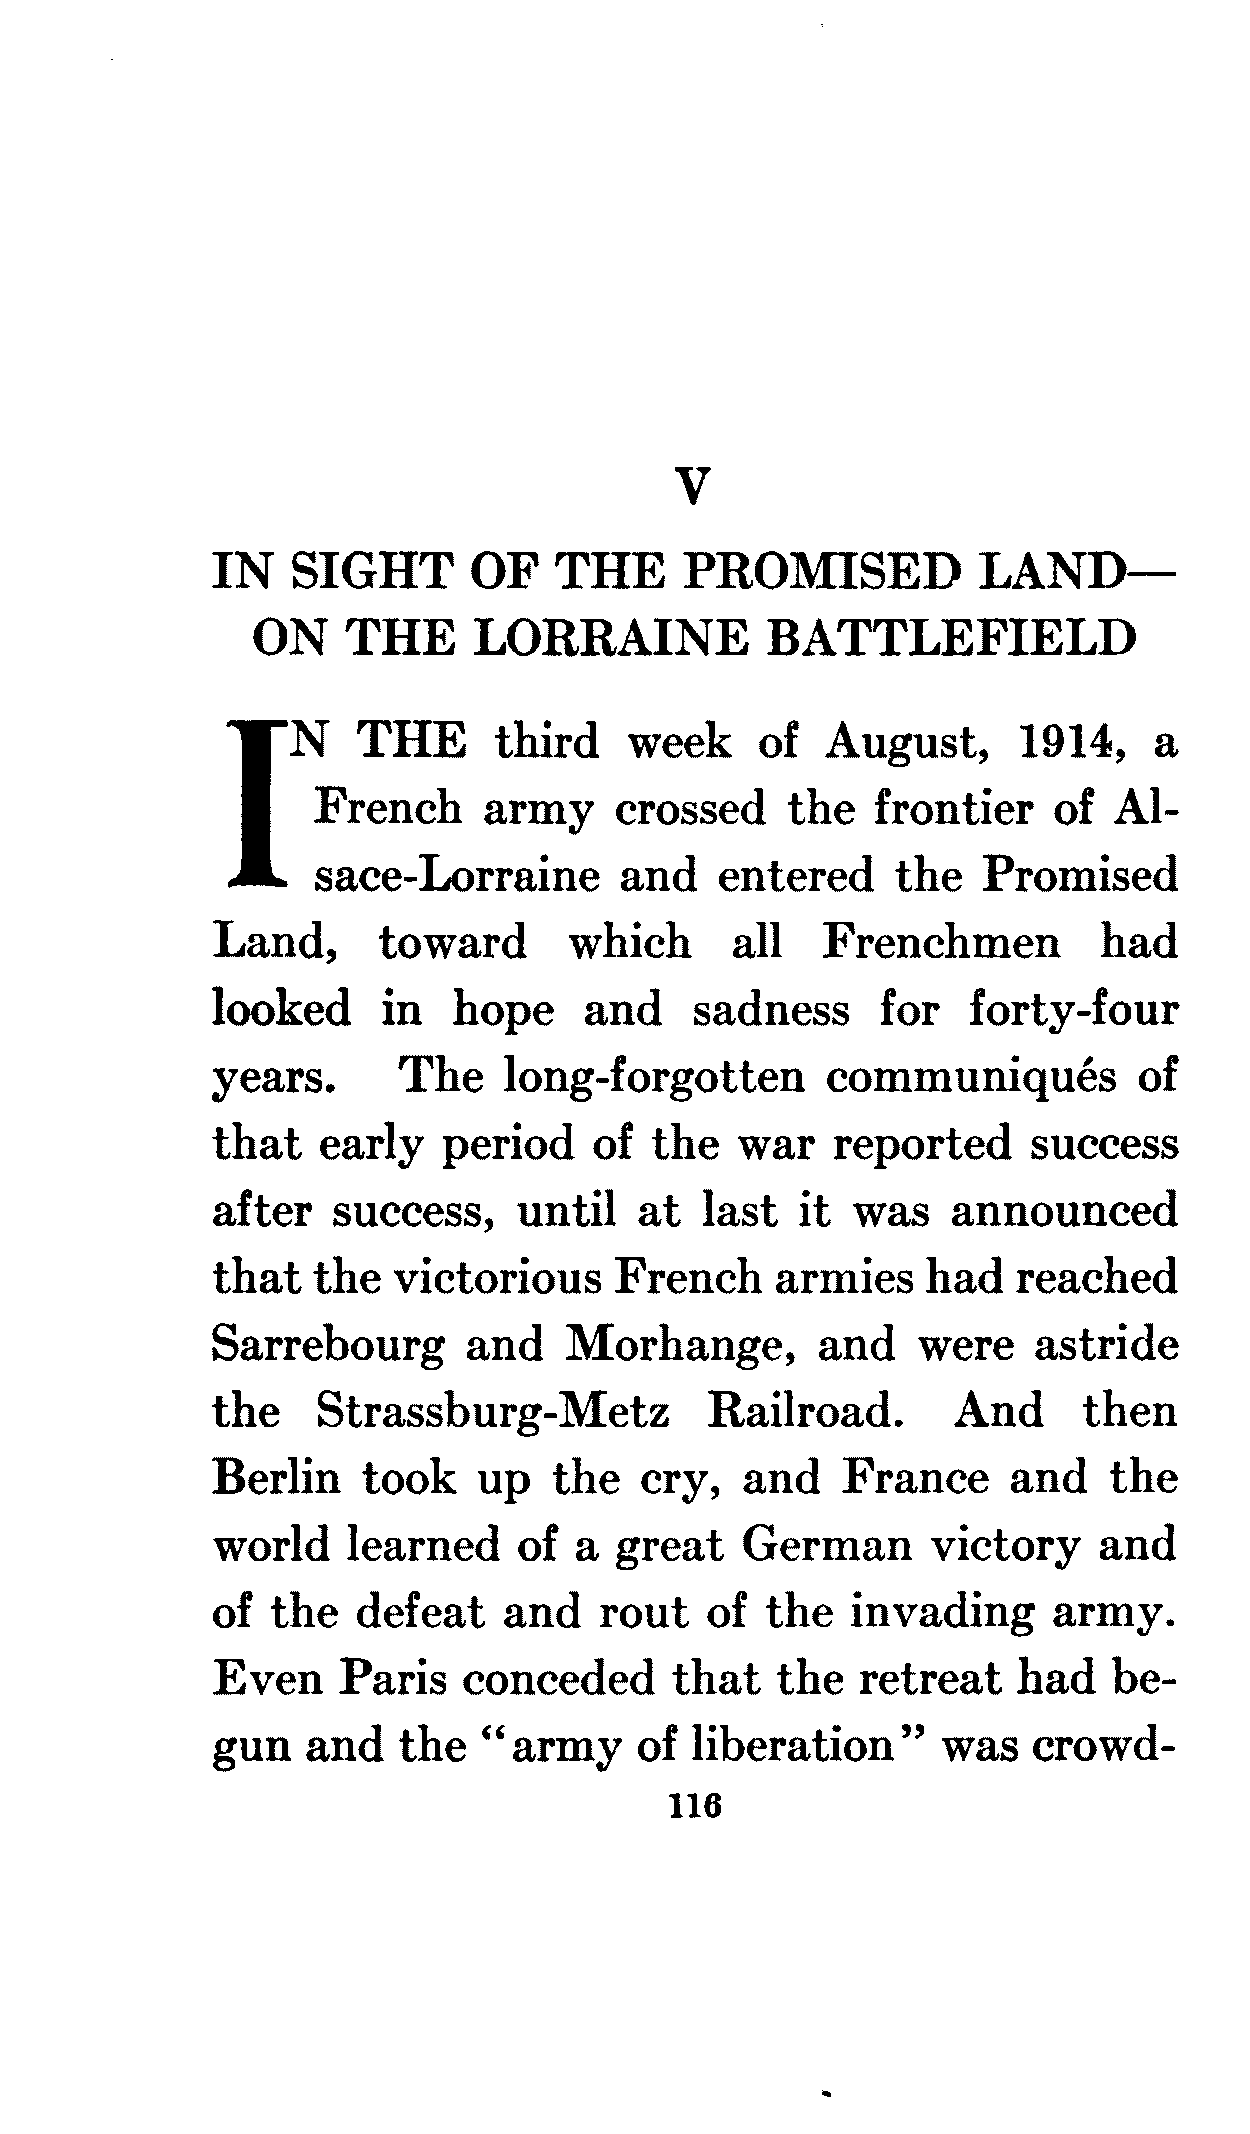 V
IN SIGHT OF THE PROMISED LAND—
ON THE LORRAINE BATTLEFIELD
IN THE third week of August, 1914, a
French army crossed the frontier of Al-
sace-Lorraine and entered the Promised
Land, toward which all Frenchmen had
looked in hope and sadness for forty-four
years. The long-forgotten communiqués of
that early period of the war reported success
after success, until at last it was announced
that the victorious French armies had reached
Sarrebourg and Morhange, and were astride
the Strassburg-Metz Railroad. And then
Berlin took up the cry, and France and the
world learned of a great German victory and
of the defeat and rout of the invading army.
Even Paris conceded that the retreat had be-
gun and the "army of liberation" was crowd-
116